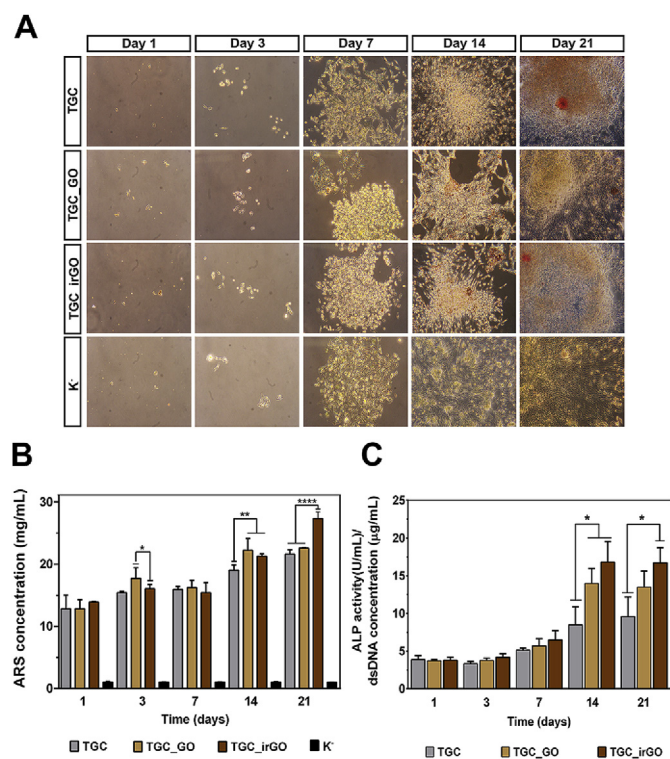 A
Day 1 Day 3 Day 7 Day 14 Day 21
TGC
TGC_GO
TGC_irGO
K-
B
ARS concentration (mg/mL)
30
20
10
0
*
**
****
1 3 7 14 21
Time (days)
TGC TGC_GO TGC_irGO K-
C
ALP activity(U/mL)/
dsDNA concentration (µg/mL)
25
20
15
10
5
0
*
*
1 3 7 14 21
Time (days)
TGC TGC_GO TGC_irGO